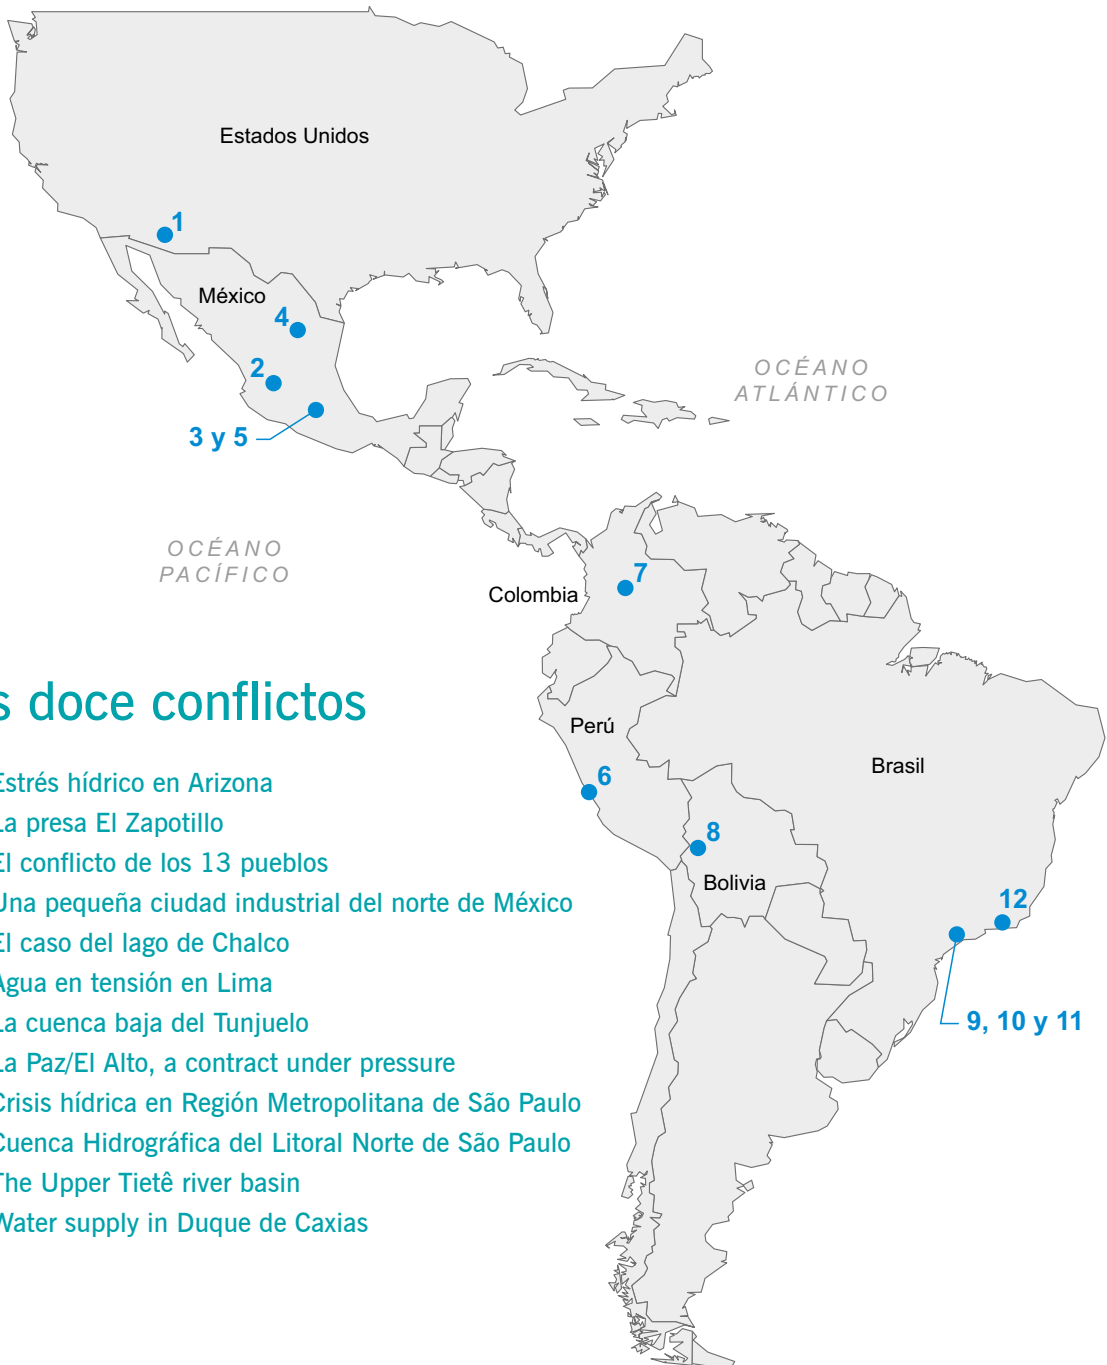 Estados Unidos
1
México
4
2
3 y 5
OCÉANO
ATLÁNTICO
OCÉANO
PACÍFICO
7
Colombia
s doce conflictos
Perú
6
Brasil
8
Bolivia
12
9, 10 y 11
Estrés hídrico en Arizona
La presa El Zapotillo
El conflicto de los 13 pueblos
Una pequeña ciudad industrial del norte de México
El caso del lago de Chalco
Agua en tensión en Lima
La cuenca baja del Tunjuelo
La Paz/El Alto, a contract under pressure
Crisis hídrica en Región Metropolitana de São Paulo
Cuenca Hidrográfica del Litoral Norte de São Paulo
The Upper Tietê river basin
Water supply in Duque de Caxias